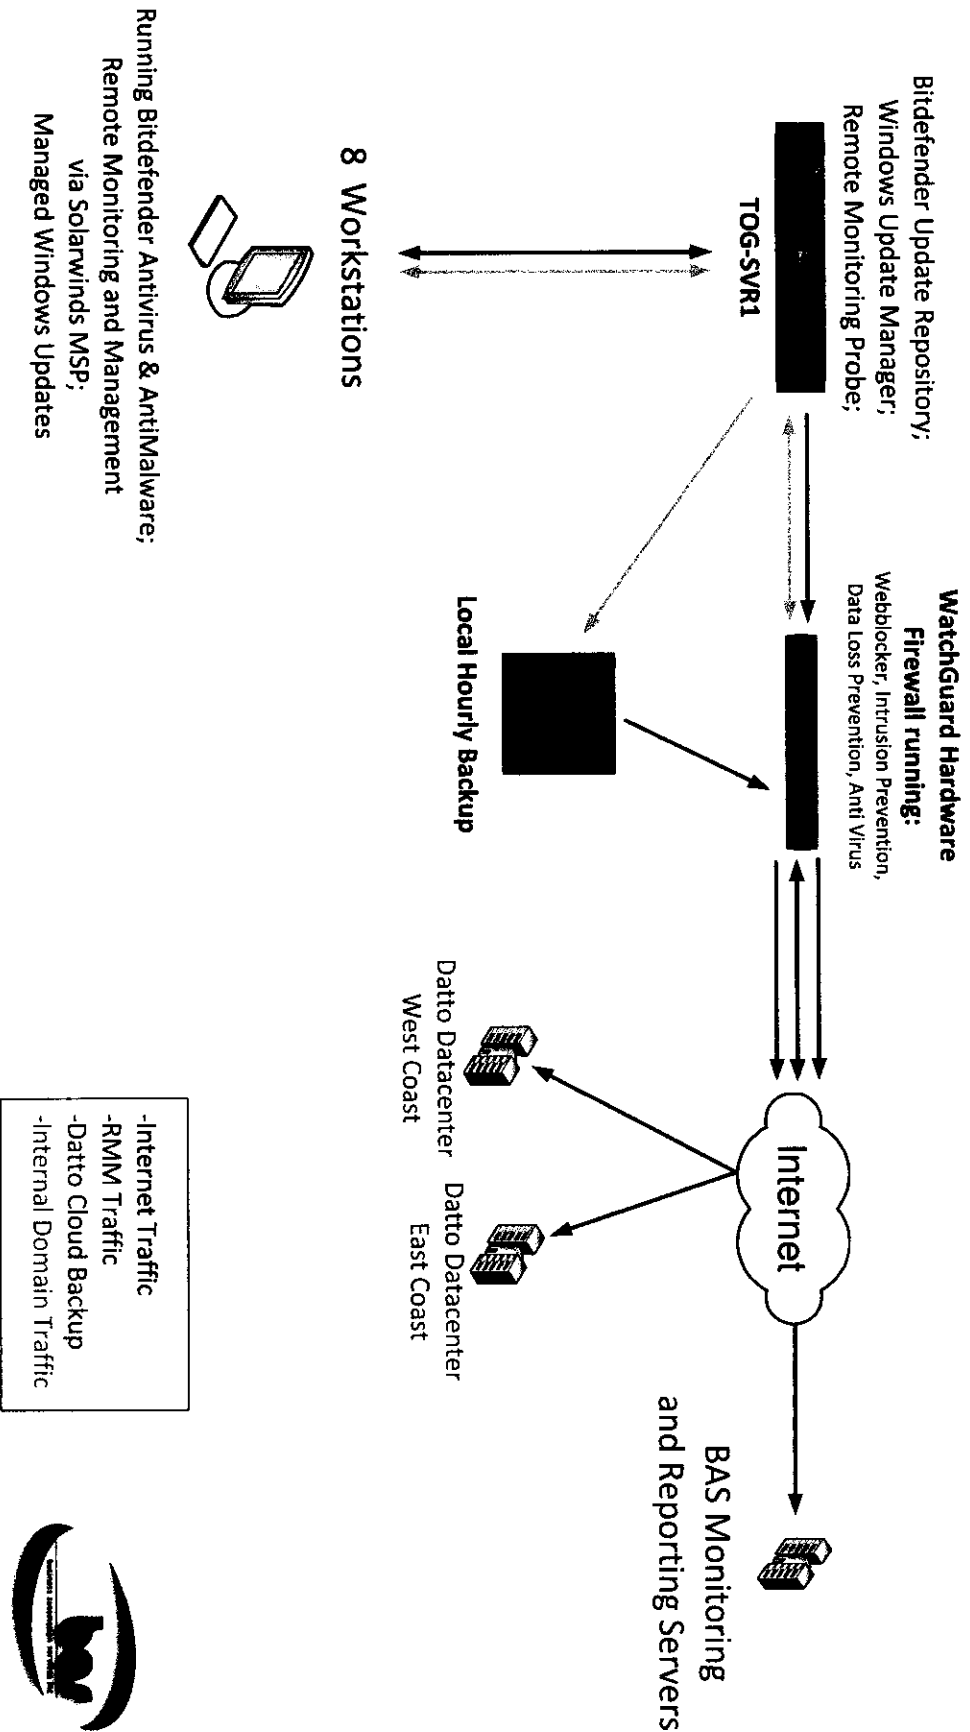 Bitdefender Update Repository;
Windows Update Manager;
Remote Monitoring Probe;
TOG-SVR1
WatchGuard Hardware
Firewall running:
Webblocker, Intrusion Prevention,
Data Loss Prevention, Anti Virus
Internet
BAS Monitoring
and Reporting Servers
8 Workstations
Local Hourly Backup
Datto Datacenter
West Coast
Datto Datacenter
East Coast
Running Bitdefender Antivirus & AntiMalware;
Remote Monitoring and Management
via Solarwinds MSP;
Managed Windows Updates
-Internet Traffic
-RMM Traffic
-Datto Cloud Backup
-Internal Domain Traffic
bas